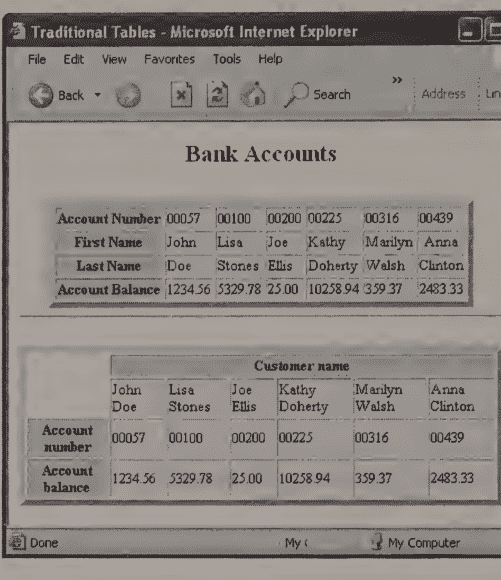 Traditional Tables - Microsoft Internet Explorer
File Edit View Favorites Tools Help
Back Search » Address
Bank Accounts
Account Number 00057 00100 00200 00225 00316 00439
First Name John Lisa Joe Kathy Marilyn Anna
Last Name Doe Stones Ellis Doherty Walsh Clinton
Account Balance 1234.56 5329.78 25.00 10258.94 359.37 2483.33
Customer name
John Lisa Joe Kathy Marilyn Anna
Doe Stones Ellis Doherty Walsh Clinton
Account
number 00057 00100 00200 00225 00316 00439
Account
balance 1234.56 5329.78 25.00 10258.94 359.37 2483.33
Done My My Computer